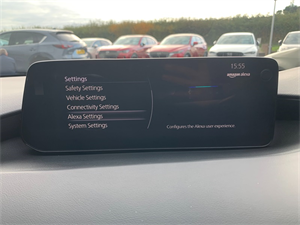 15:55
Settings
amazon alexa
Safety Settings
Vehicle Settings
Connectivity Settings
Alexa Settings
System Settings
Configures the Alexa user experience.